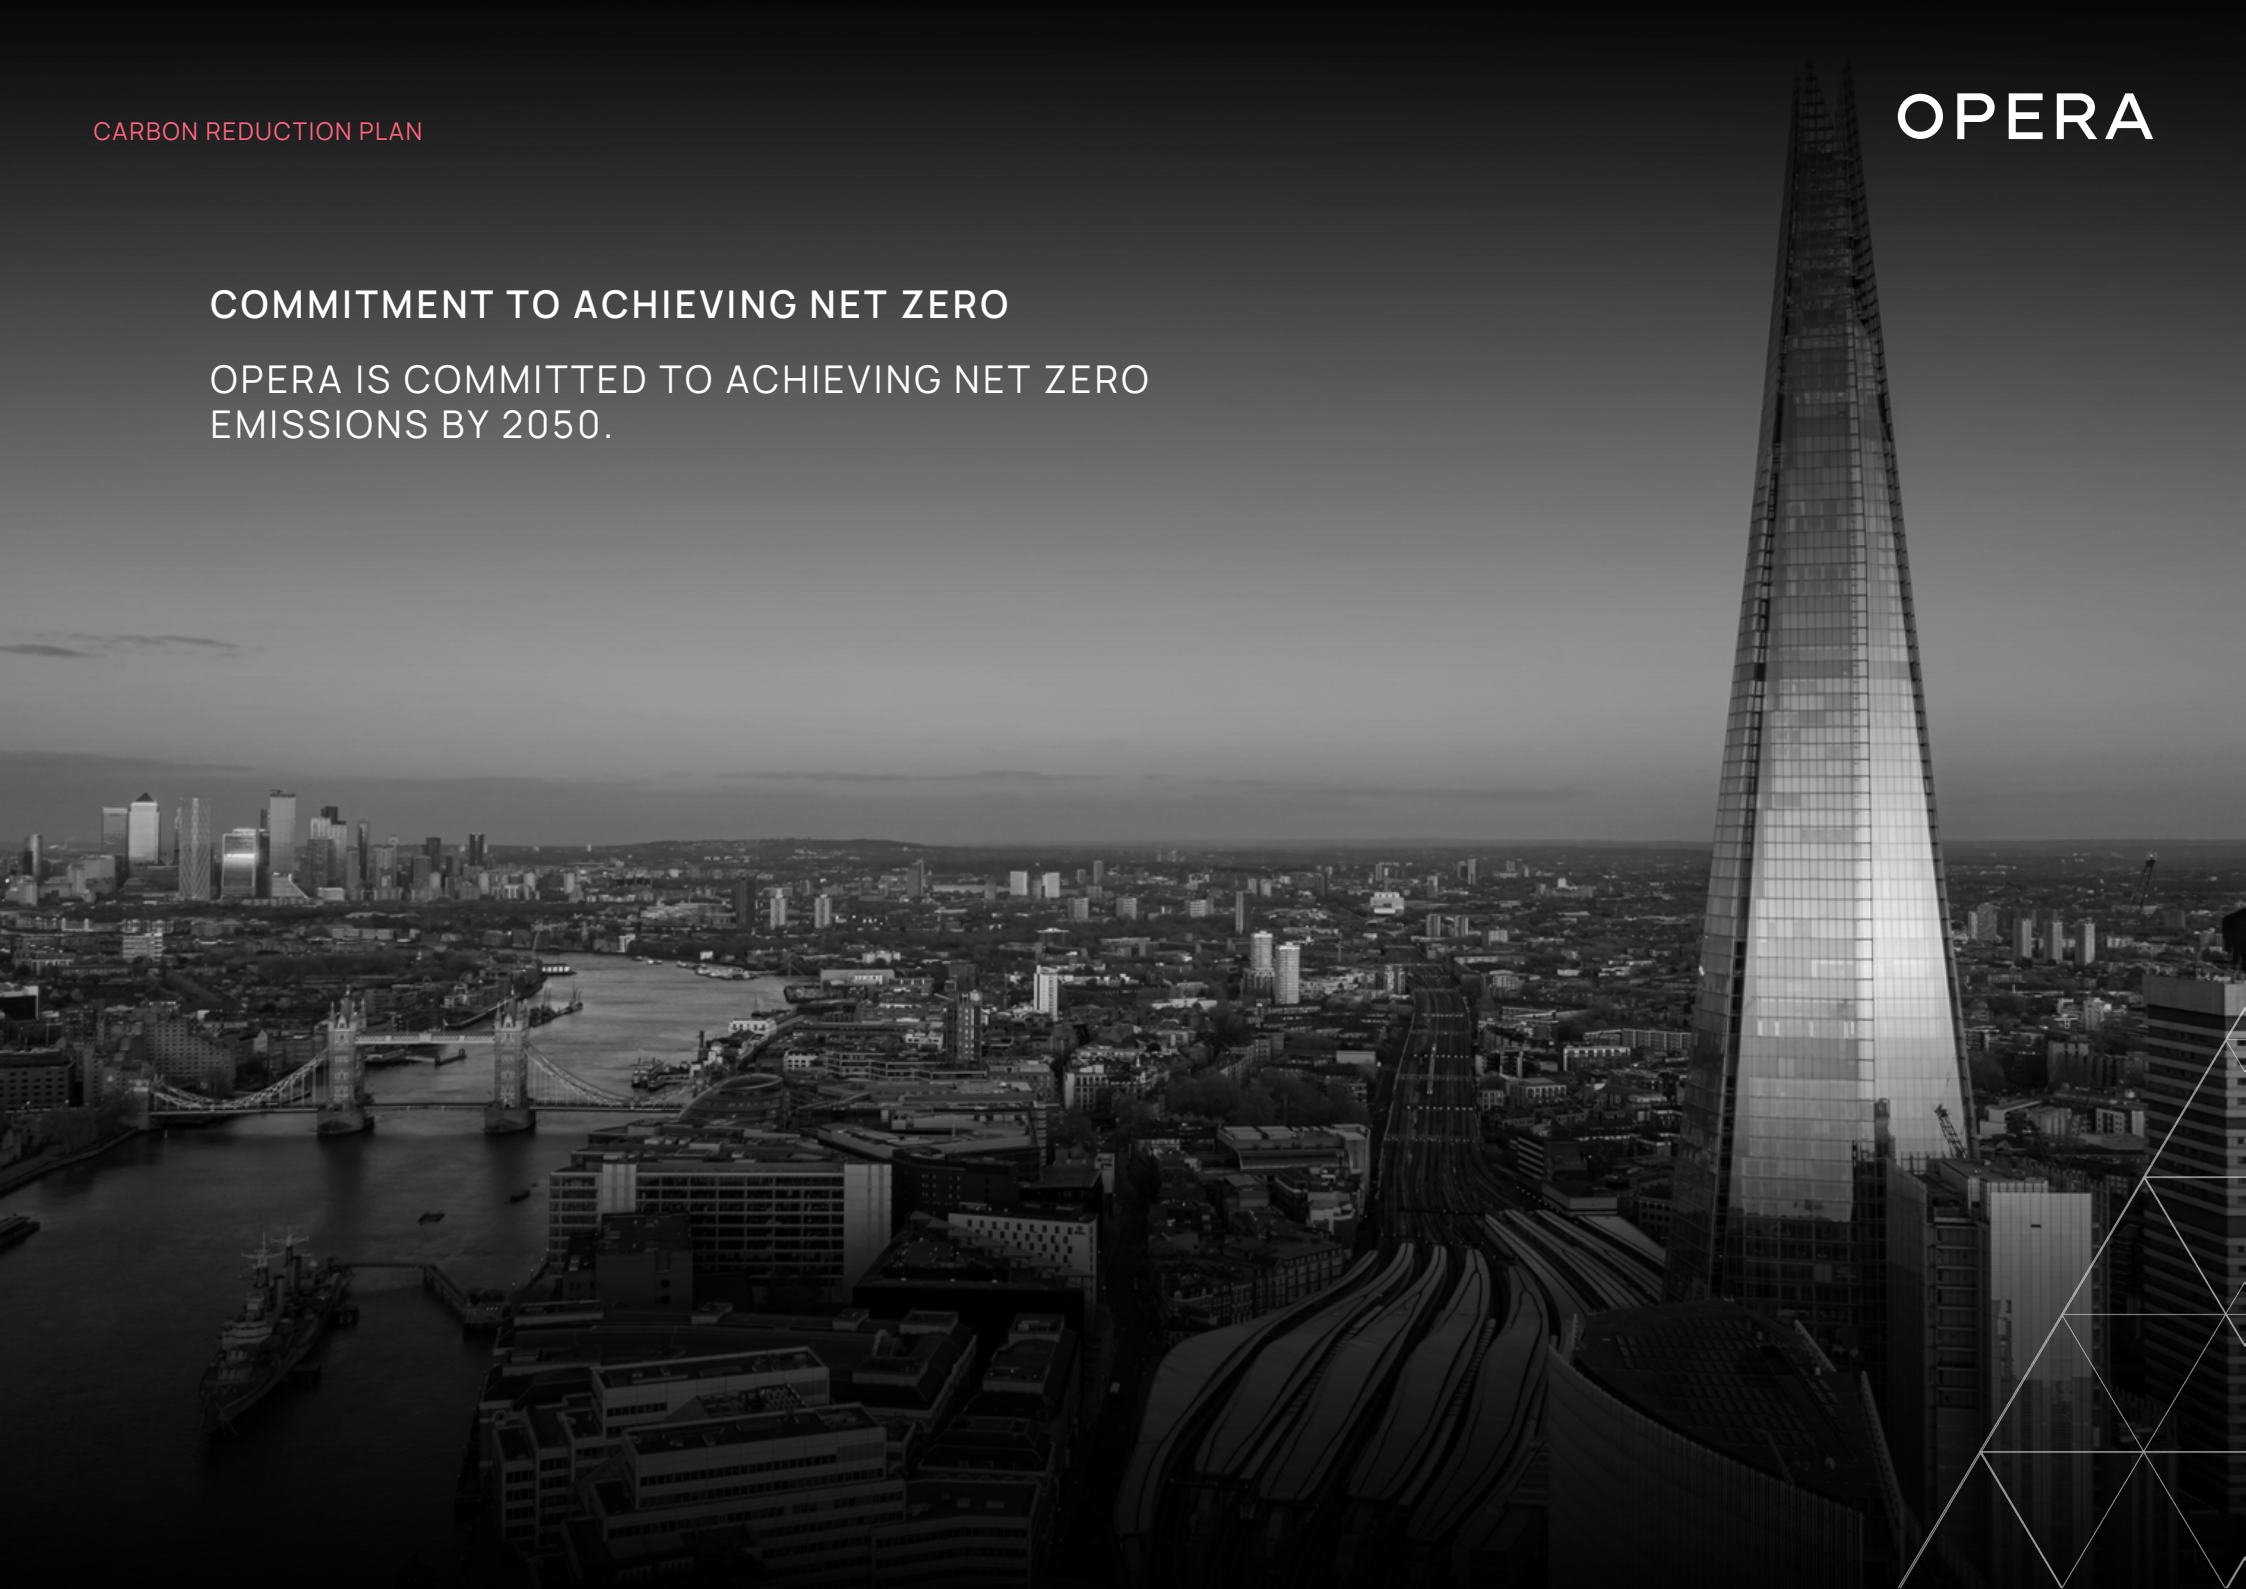 CARBON REDUCTION PLAN
OPERA
COMMITMENT TO ACHIEVING NET ZERO
OPERA IS COMMITTED TO ACHIEVING NET ZERO
EMISSIONS BY 2050.